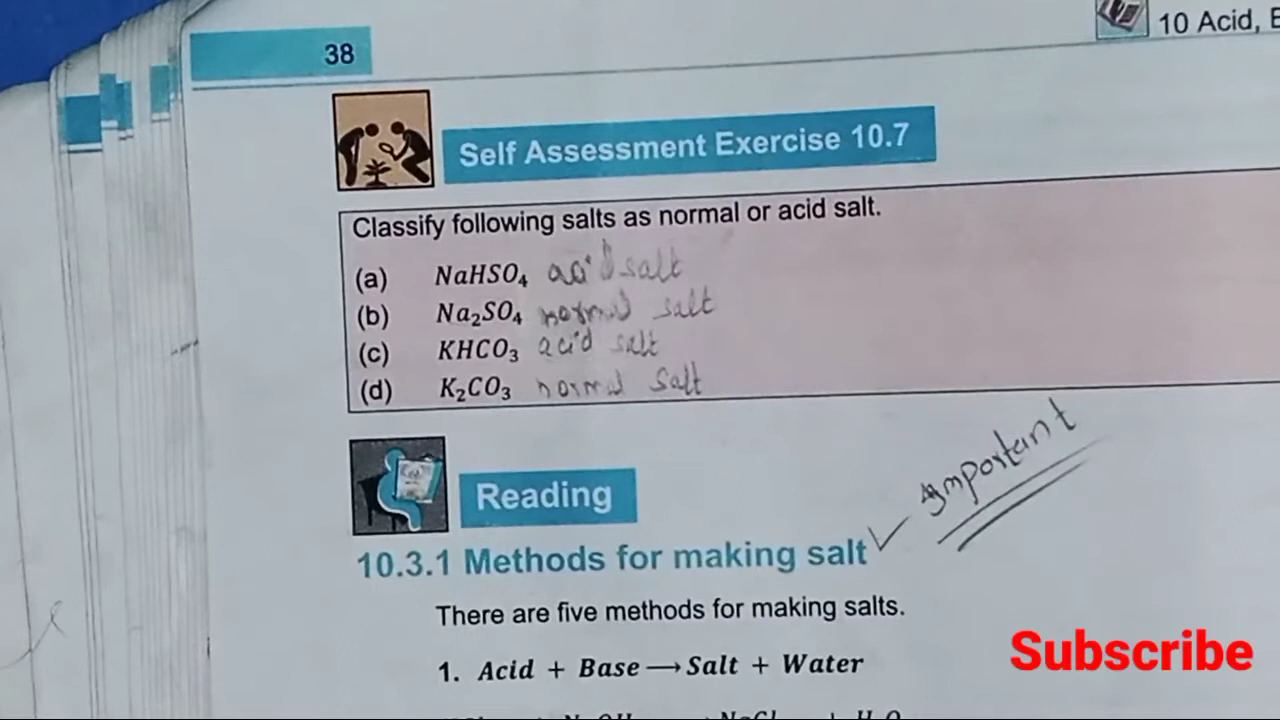 38
10 Acid,
Self Assessment Exercise 10.7
Classify following salts as normal or acid salt.
(a) NaHSO₄ acid salt
(b) Na₂SO₄ normal salt
(c) KHCO₃ acid salt
(d) K₂CO₃ normal salt
Important
Reading
10.3.1 Methods for making salt
There are five methods for making salts.
Subscribe
1. Acid + Base ⟶ Salt + Water